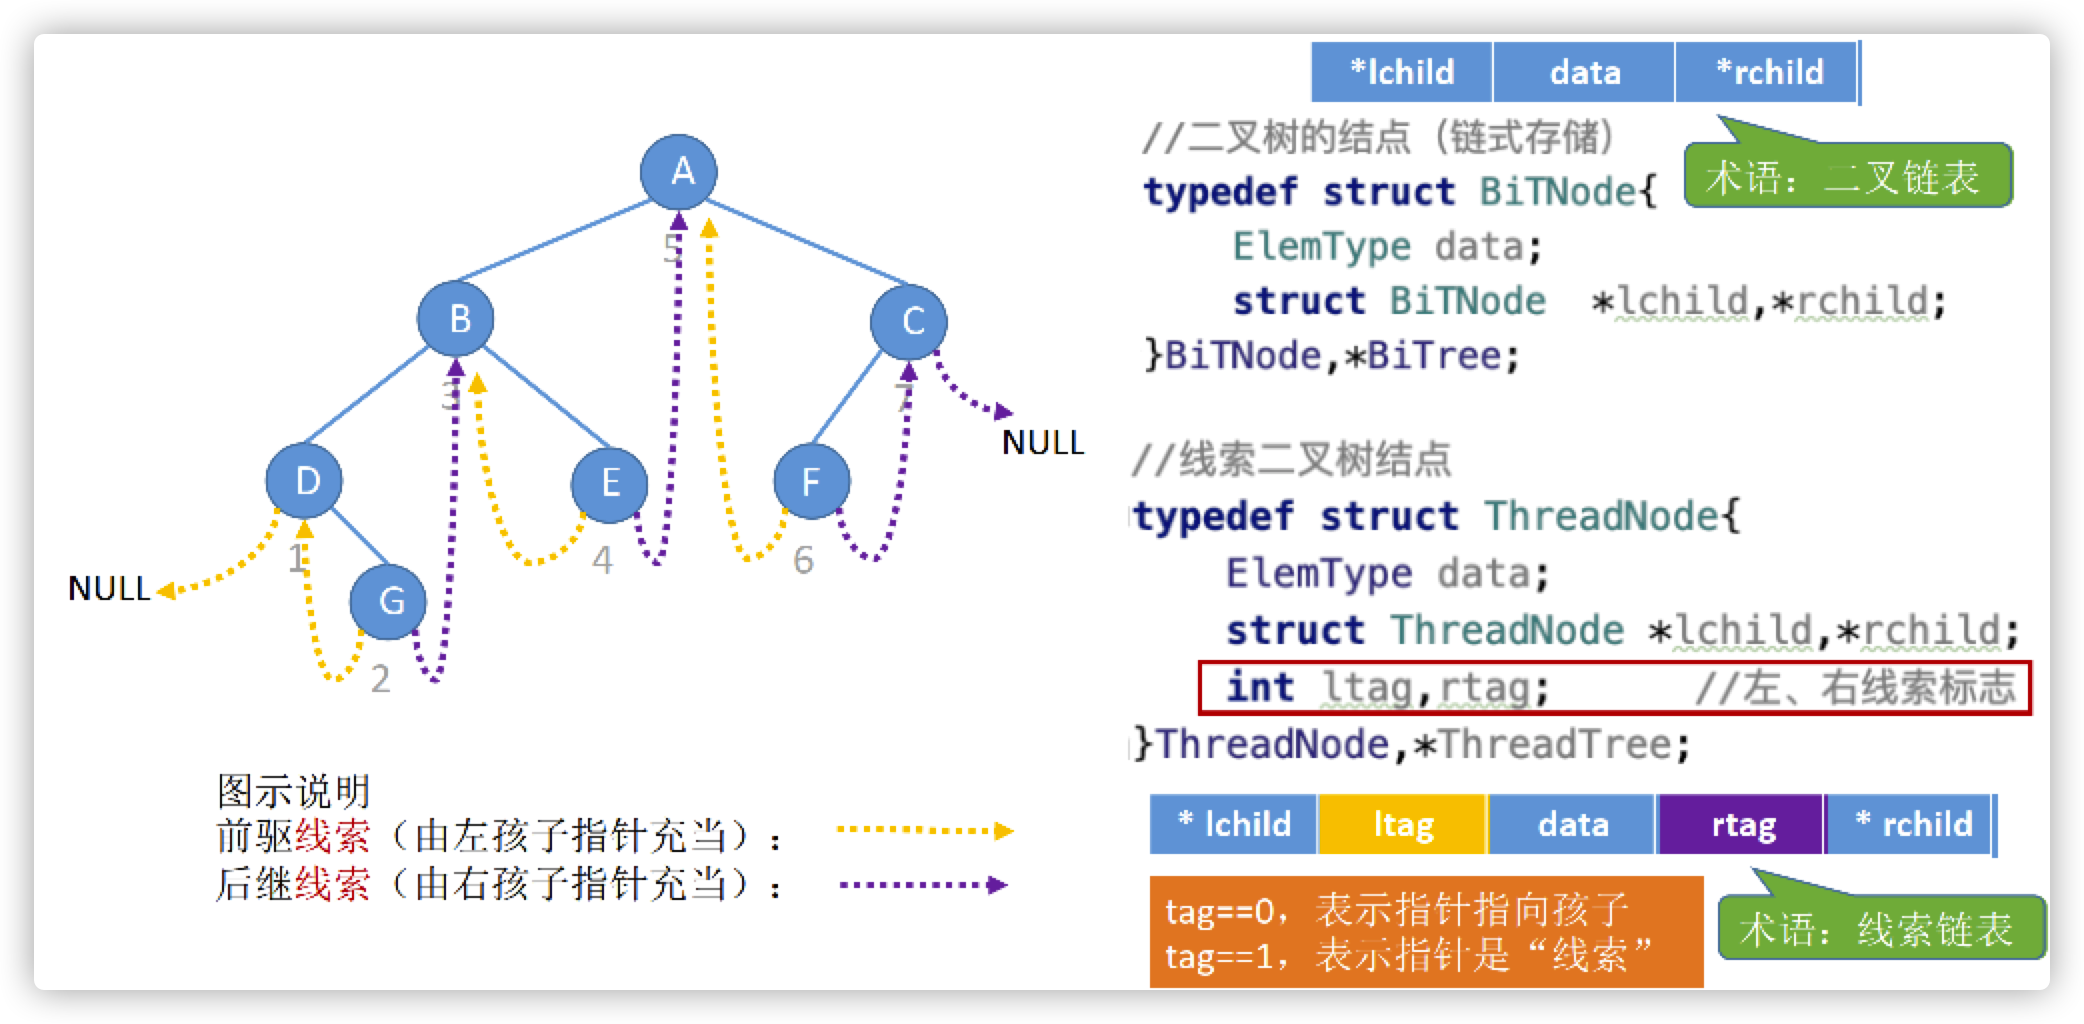 A
5
B
C
3
7
NULL
D
E
F
1
4
6
NULL
G
2
图示说明
前驱线索（由左孩子指针充当）：
后继线索（由右孩子指针充当）：
*lchild data *rchild
//二叉树的结点（链式存储）
术语：二叉链表
typedef struct BiTNode{
ElemType data;
struct BiTNode *lchild,*rchild;
}BiTNode,*BiTree;
//线索二叉树结点
typedef struct ThreadNode{
ElemType data;
struct ThreadNode *lchild,*rchild;
int ltag,rtag; //左、右线索标志
}ThreadNode,*ThreadTree;
* lchild ltag data rtag * rchild
tag==0，表示指针指向孩子
tag==1，表示指针是“线索”
术语：线索链表